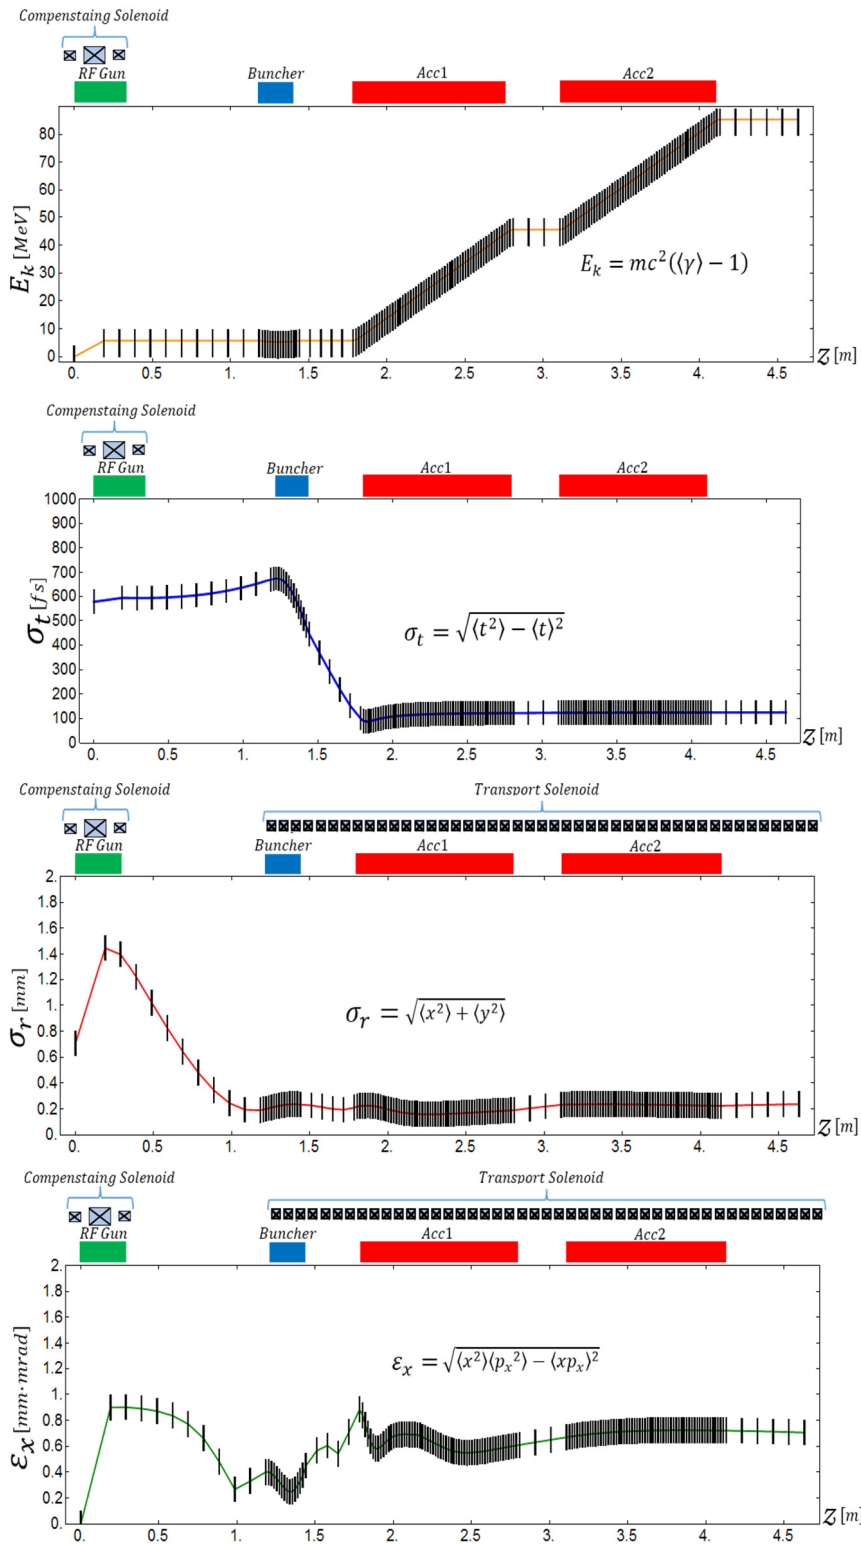 Compenstaing Solenoid
RF Gun
Buncher
Acc1
Acc2
80
70
60
50
40
30
20
10
0
E_k [MeV]
E_k = mc²(⟨γ⟩ − 1)
0. 0.5 1. 1.5 2. 2.5 3. 3.5 4. 4.5
z [m]
Compenstaing Solenoid
RF Gun
Buncher
Acc1
Acc2
1000
900
800
700
600
500
400
300
200
100
0
σ_t [fs]
σ_t = √⟨t²⟩ − ⟨t⟩²
0. 0.5 1. 1.5 2. 2.5 3. 3.5 4. 4.5
z [m]
Compenstaing Solenoid
Transport Solenoid
RF Gun
Buncher
Acc1
Acc2
2.
1.8
1.6
1.4
1.2
1.
0.8
0.6
0.4
0.2
0.
σ_r [mm]
σ_r = √⟨x²⟩ + ⟨y²⟩
0. 0.5 1. 1.5 2. 2.5 3. 3.5 4. 4.5
z [m]
Compenstaing Solenoid
Transport Solenoid
RF Gun
Buncher
Acc1
Acc2
2.
1.8
1.6
1.4
1.2
1.
0.8
0.6
0.4
0.2
0.
ε_x [mm·mrad]
ε_x = √⟨x²⟩⟨p_x²⟩ − ⟨xp_x⟩²
0. 0.5 1. 1.5 2. 2.5 3. 3.5 4. 4.5
z [m]